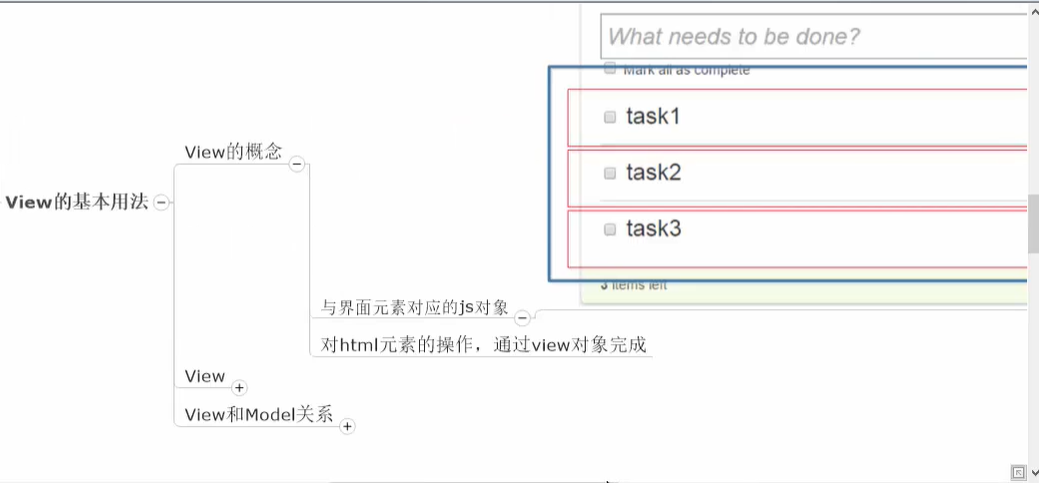 What needs to be done?
Mark all as complete
task1
View的概念
task2
View的基本用法
task3
3 items left
与界面元素对应的js对象
对html元素的操作，通过view对象完成
View
View和Model关系